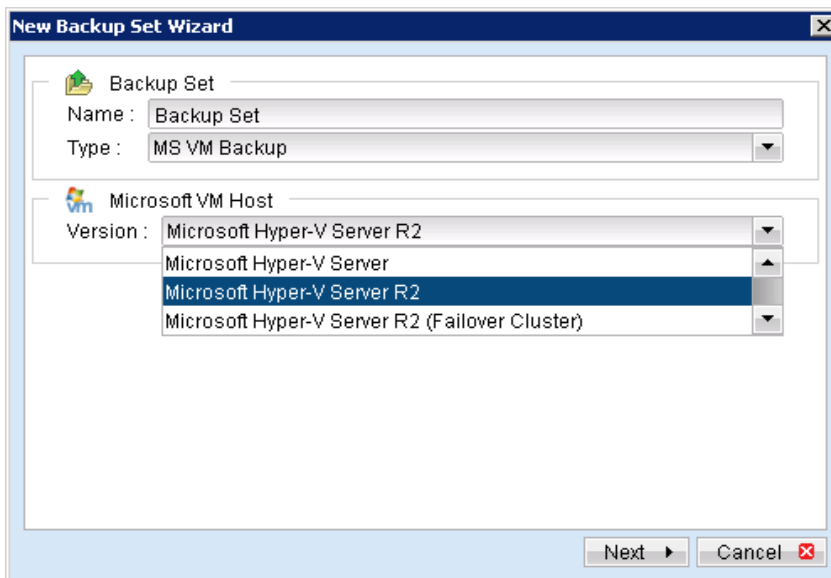 New Backup Set Wizard
Backup Set
Name : Backup Set
Type : MS VM Backup
vm Microsoft VM Host
Version : Microsoft Hyper-V Server R2
Microsoft Hyper-V Server
Microsoft Hyper-V Server R2
Microsoft Hyper-V Server R2 (Failover Cluster)
Next Cancel